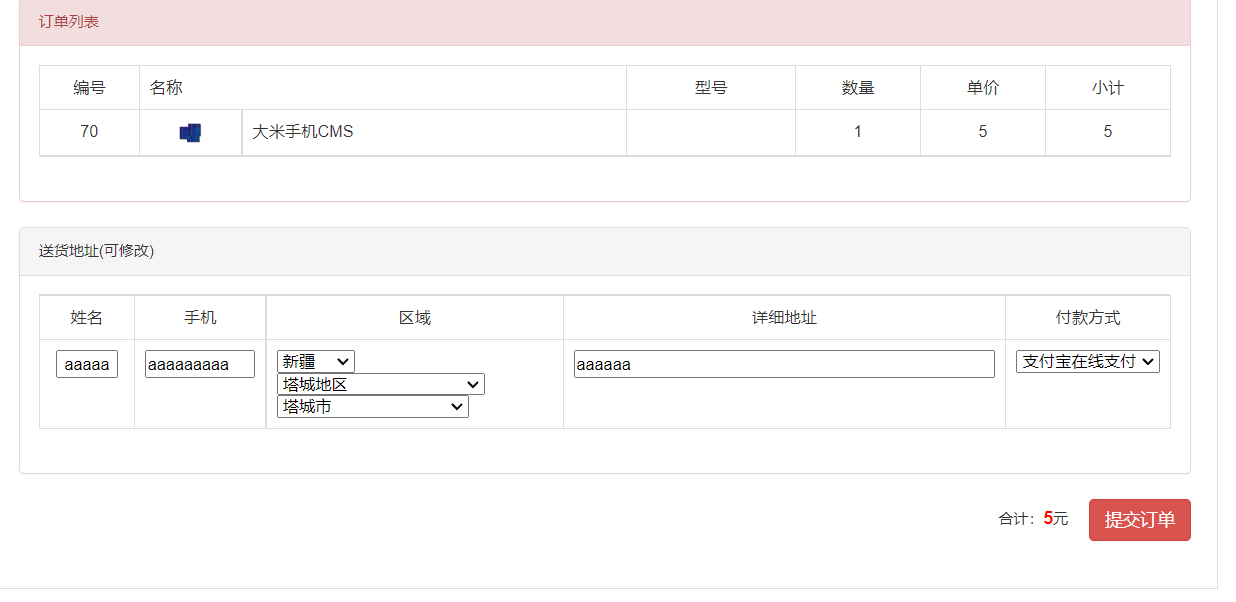 订单列表
编号 名称 型号 数量 单价 小计
70 大米手机CMS 1 5 5
送货地址(可修改)
姓名 手机 区域 详细地址 付款方式
aaaaa aaaaaaaaa 新疆 aaaaaa 支付宝在线支付
塔城地区
塔城市
合计：5元 提交订单